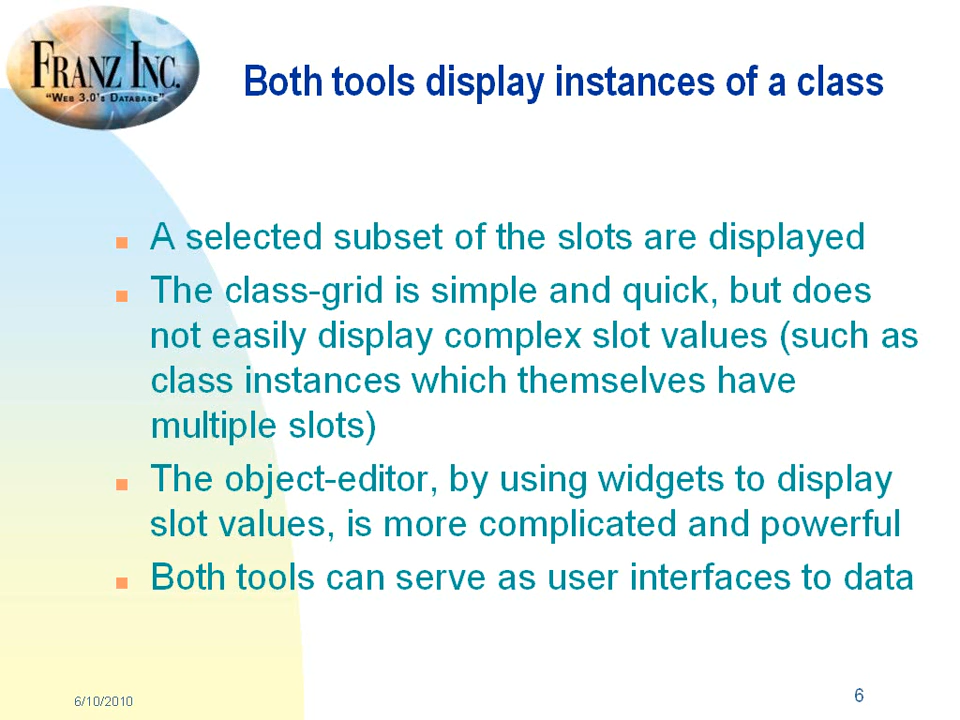 FRANZ INC.
"WEB 3.0'S DATABASE"
Both tools display instances of a class
A selected subset of the slots are displayed
The class-grid is simple and quick, but does
not easily display complex slot values (such as
class instances which themselves have
multiple slots)
The object-editor, by using widgets to display
slot values, is more complicated and powerful
Both tools can serve as user interfaces to data
6/10/2010
6